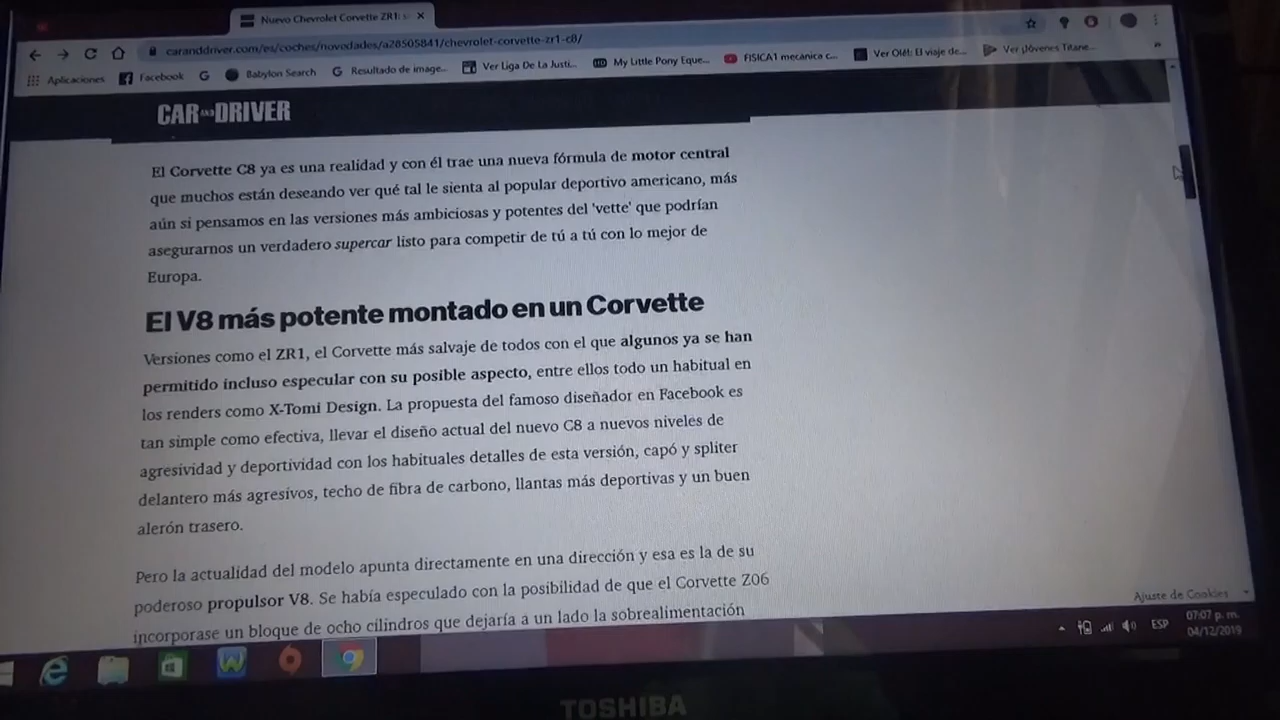 Nuevo Chevrolet Corvette ZR1:
caranddriver.com/es/coches/novedades/a28505841/chevrolet-corvette-zr1-c8/
Aplicaciones Facebook Babylon Search Resultado de image... Ver Liga De La Justi... My Little Pony Eque... FISICA1 mecánica c... Ver Olé!: El viaje de... Ver ¡Jóvenes Titane...
CAR AND DRIVER
El Corvette C8 ya es una realidad y con él trae una nueva fórmula de motor central
que muchos están deseando ver qué tal le sienta al popular deportivo americano, más
aún si pensamos en las versiones más ambiciosas y potentes del 'vette' que podrían
asegurarnos un verdadero supercar listo para competir de tú a tú con lo mejor de
Europa.
El V8 más potente montado en un Corvette
Versiones como el ZR1, el Corvette más salvaje de todos con el que algunos ya se han
permitido incluso especular con su posible aspecto, entre ellos todo un habitual en
los renders como X-Tomi Design. La propuesta del famoso diseñador en Facebook es
tan simple como efectiva, llevar el diseño actual del nuevo C8 a nuevos niveles de
agresividad y deportividad con los habituales detalles de esta versión, capó y spliter
delantero más agresivos, techo de fibra de carbono, llantas más deportivas y un buen
alerón trasero.
Pero la actualidad del modelo apunta directamente en una dirección y esa es la de su
poderoso propulsor V8. Se había especulado con la posibilidad de que el Corvette Z06
incorporase un bloque de ocho cilindros que dejaría a un lado la sobrealimentación
Ajuste de Cookies
ESP
07:07 p. m.
04/12/2019
TOSHIBA